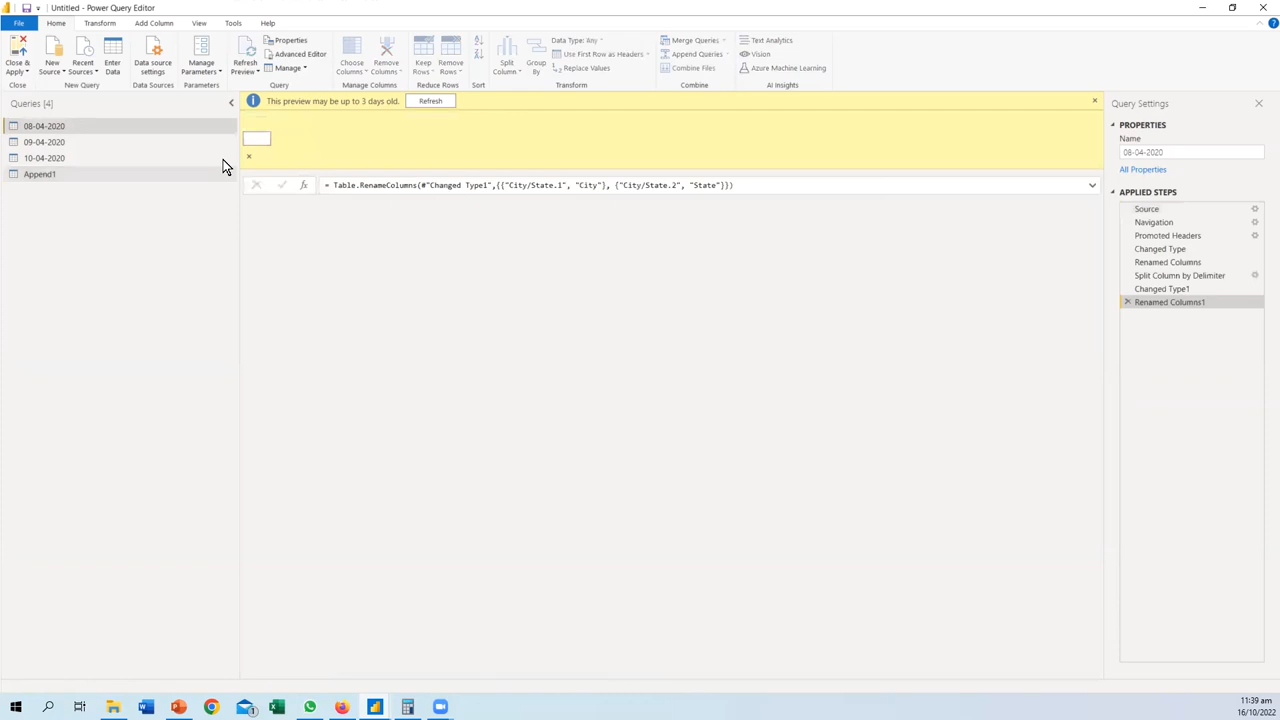 Untitled - Power Query Editor
File Home Transform Add Column View Tools Help
Close & Apply
New Source
Recent Sources
Enter Data
Data source settings
Manage Parameters
Refresh Preview
Properties
Advanced Editor
Manage
Choose Columns
Remove Columns
Keep Rows
Remove Rows
Split Column
Group By
Data Type: Any
Use First Row as Headers
Replace Values
Merge Queries
Append Queries
Combine Files
Text Analytics
Vision
Azure Machine Learning
Close New Query Data Sources Parameters Query Manage Columns Reduce Rows Sort Transform Combine AI Insights
Queries [4]
08-04-2020
09-04-2020
10-04-2020
Append1
This preview may be up to 3 days old. Refresh
= Table.RenameColumns(#"Changed Type1",{{"City/State.1", "City"}, {"City/State.2", "State"}})
Query Settings
PROPERTIES
Name
08-04-2020
All Properties
APPLIED STEPS
Source
Navigation
Promoted Headers
Changed Type
Renamed Columns
Split Column by Delimiter
Changed Type1
Renamed Columns1
11:39 am
16/10/2022